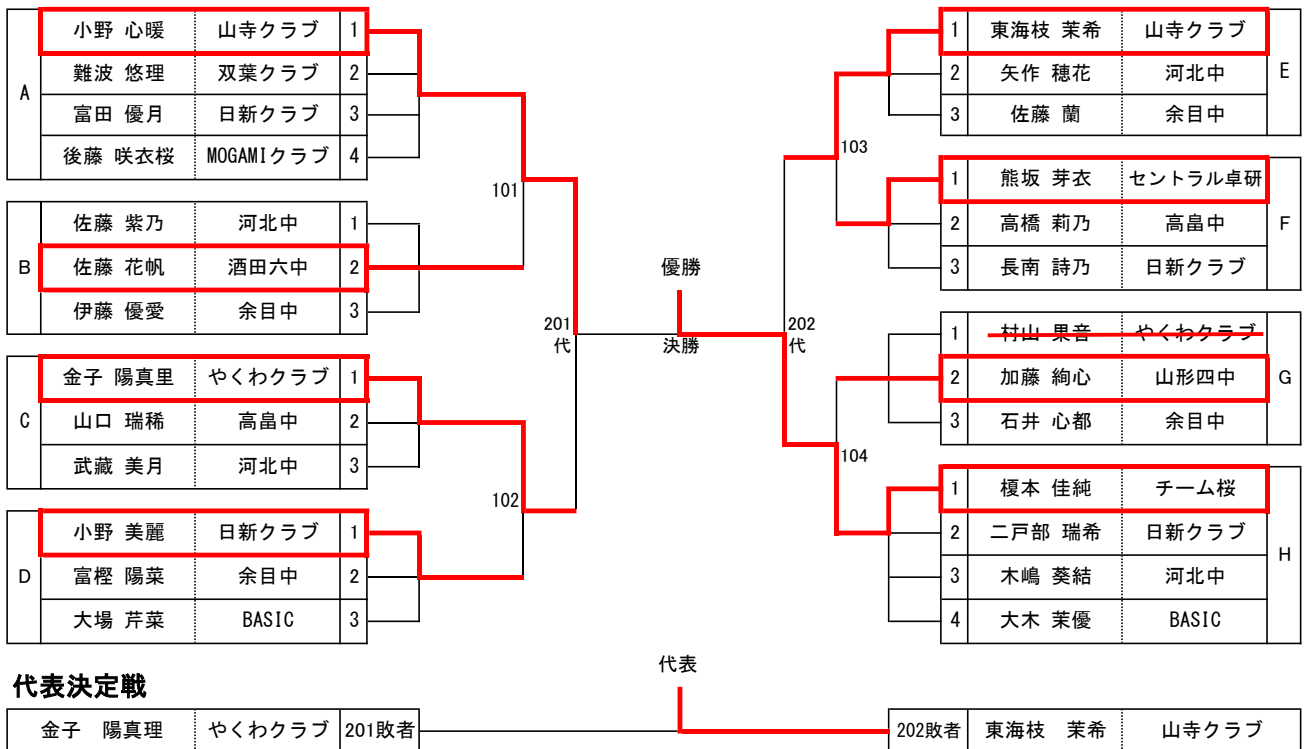 A
小野 心暖 山寺クラブ 1
難波 悠理 双葉クラブ 2
富田 優月 日新クラブ 3
後藤 咲衣桜 MOGAMIクラブ 4
B
佐藤 紫乃 河北中 1
佐藤 花帆 酒田六中 2
伊藤 優愛 余目中 3
C
金子 陽真里 やくわクラブ 1
山口 瑞稀 高畠中 2
武藏 美月 河北中 3
D
小野 美麗 日新クラブ 1
富樫 陽菜 余目中 2
大場 芹菜 BASIC 3
101
102
201
代
優勝
決勝
202
代
103
104
1 東海枝 茉希 山寺クラブ
2 矢作 穂花 河北中
3 佐藤 蘭 余目中
E
1 熊坂 芽衣 セントラル卓研
2 高橋 莉乃 高畠中
3 長南 詩乃 日新クラブ
F
1 村山 果音 やくわクラブ
2 加藤 絢心 山形四中
3 石井 心都 余目中
G
1 榎本 佳純 チーム桜
2 二戸部 瑞希 日新クラブ
3 木嶋 葵結 河北中
4 大木 茉優 BASIC
H
代表決定戦
代表
金子 陽真理 やくわクラブ 201敗者
202敗者 東海枝 茉希 山寺クラブ